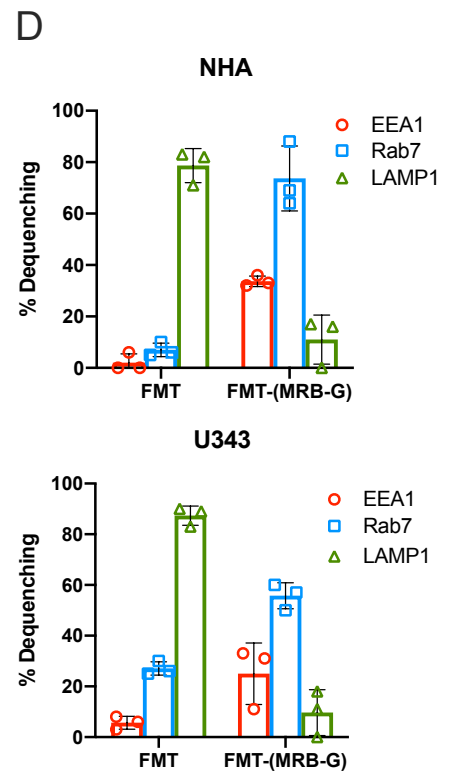 D
NHA
EEA1
Rab7
LAMP1
% Dequenching
100
80
60
40
20
0
FMT FMT-(MRB-G)
U343
EEA1
Rab7
LAMP1
% Dequenching
100
80
60
40
20
0
FMT FMT-(MRB-G)